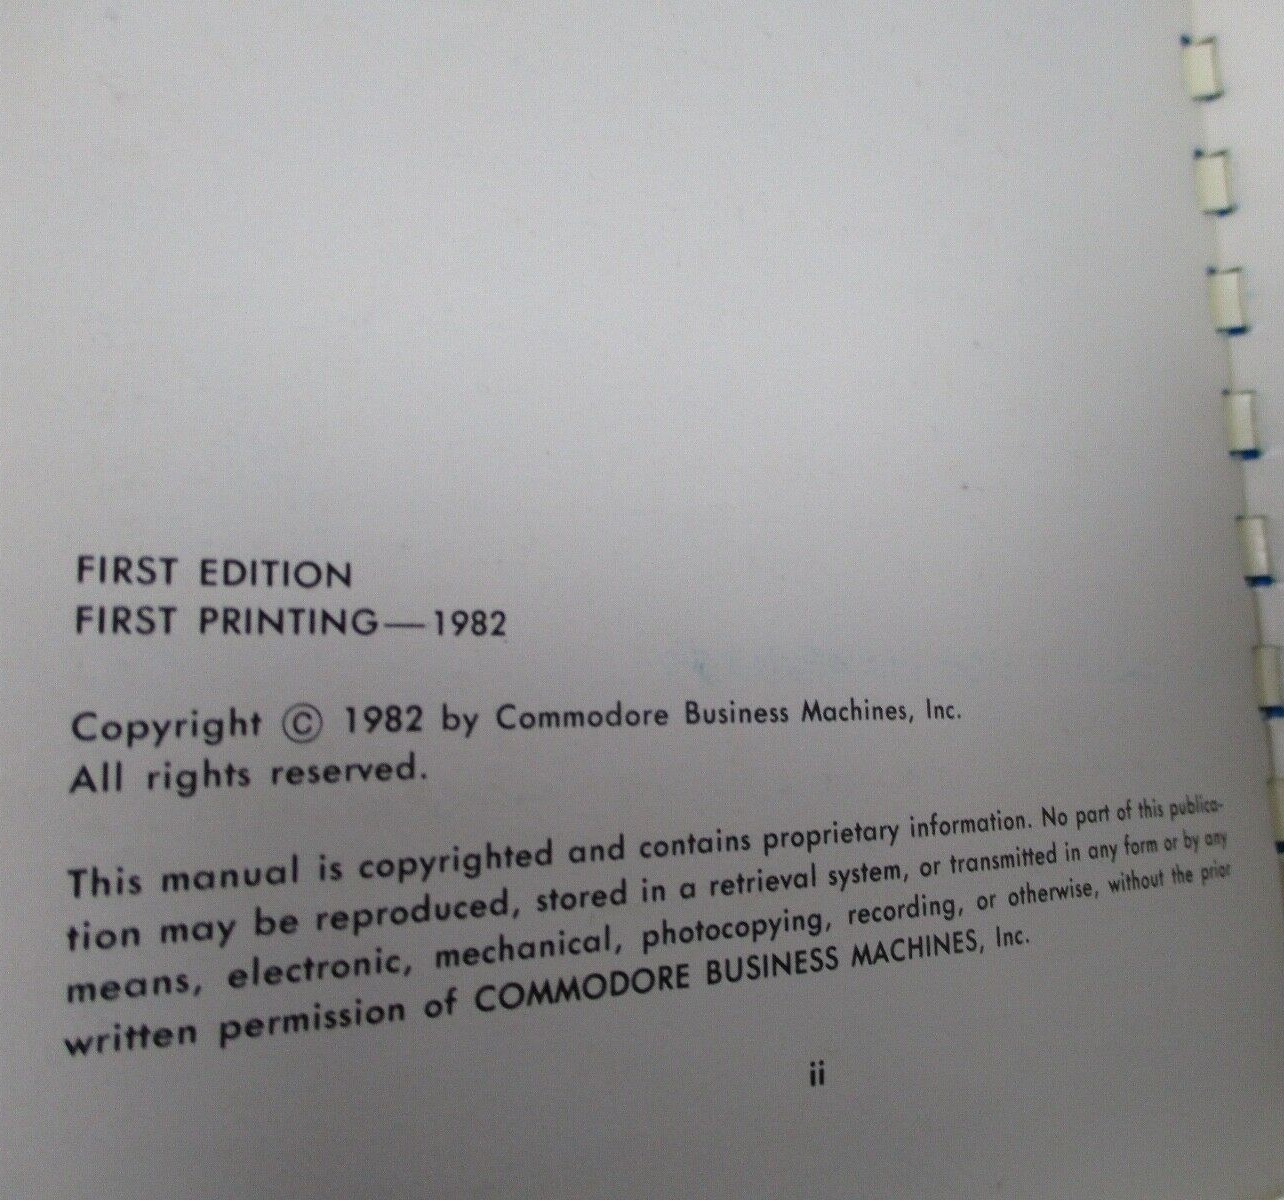 FIRST EDITION
FIRST PRINTING—1982
Copyright © 1982 by Commodore Business Machines, Inc.
All rights reserved.
This manual is copyrighted and contains proprietary information. No part of this publica-
tion may be reproduced, stored in a retrieval system, or transmitted in any form or by any
means, electronic, mechanical, photocopying, recording, or otherwise, without the prior
written permission of COMMODORE BUSINESS MACHINES, Inc.
ii